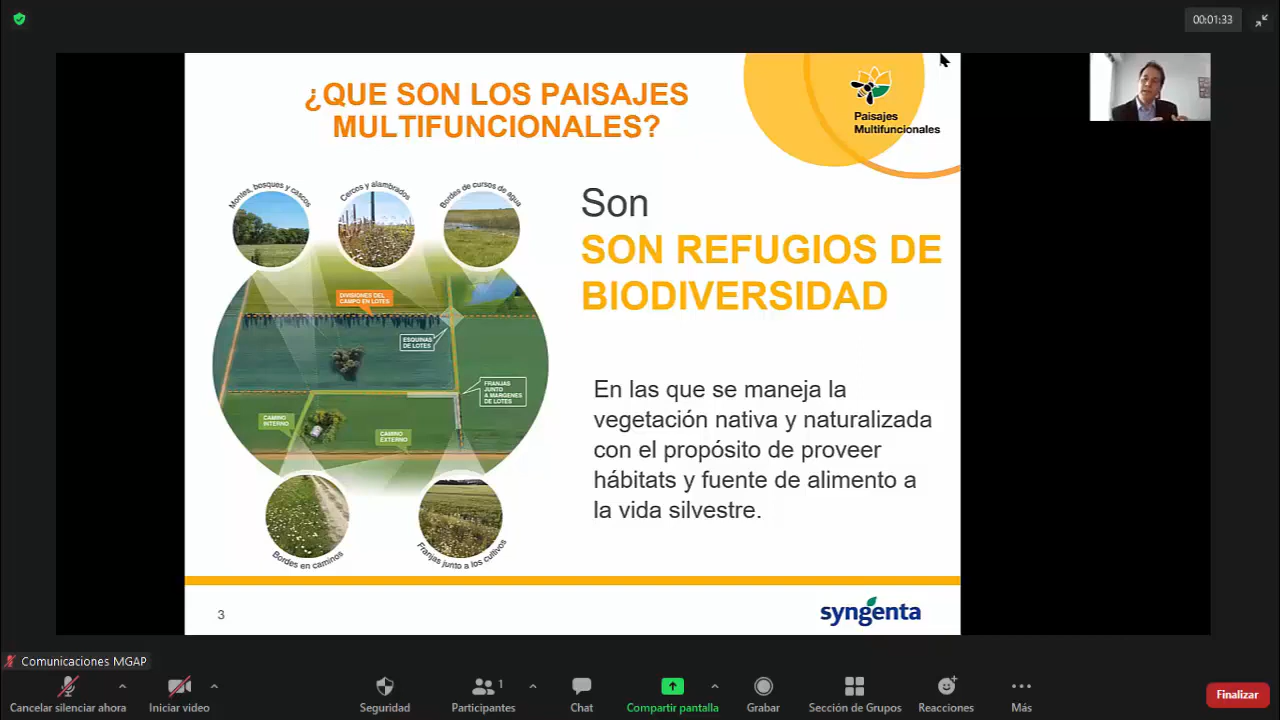 00:01:33
¿QUE SON LOS PAISAJES
MULTIFUNCIONALES?
Paisajes
Multifuncionales
Montes, bosques y cascos
Cercos y alambrados
Bordes de cursos de agua
Son
SON REFUGIOS DE
BIODIVERSIDAD
DIVISIONES DEL
CAMPO EN LOTES
ESQUINAS
DE LOTES
FRANJAS
JUNTO
A MARGENES
DE LOTES
CAMINO
INTERNO
CAMINO
EXTERNO
En las que se maneja la
vegetación nativa y naturalizada
con el propósito de proveer
hábitats y fuente de alimento a
la vida silvestre.
Bordes en caminos
Franjas junto a los cultivos
3
syngenta
Comunicaciones MGAP
Cancelar silenciar ahora
Iniciar video
Seguridad
1
Participantes
Chat
Compartir pantalla
Grabar
Sección de Grupos
Reacciones
Más
Finalizar